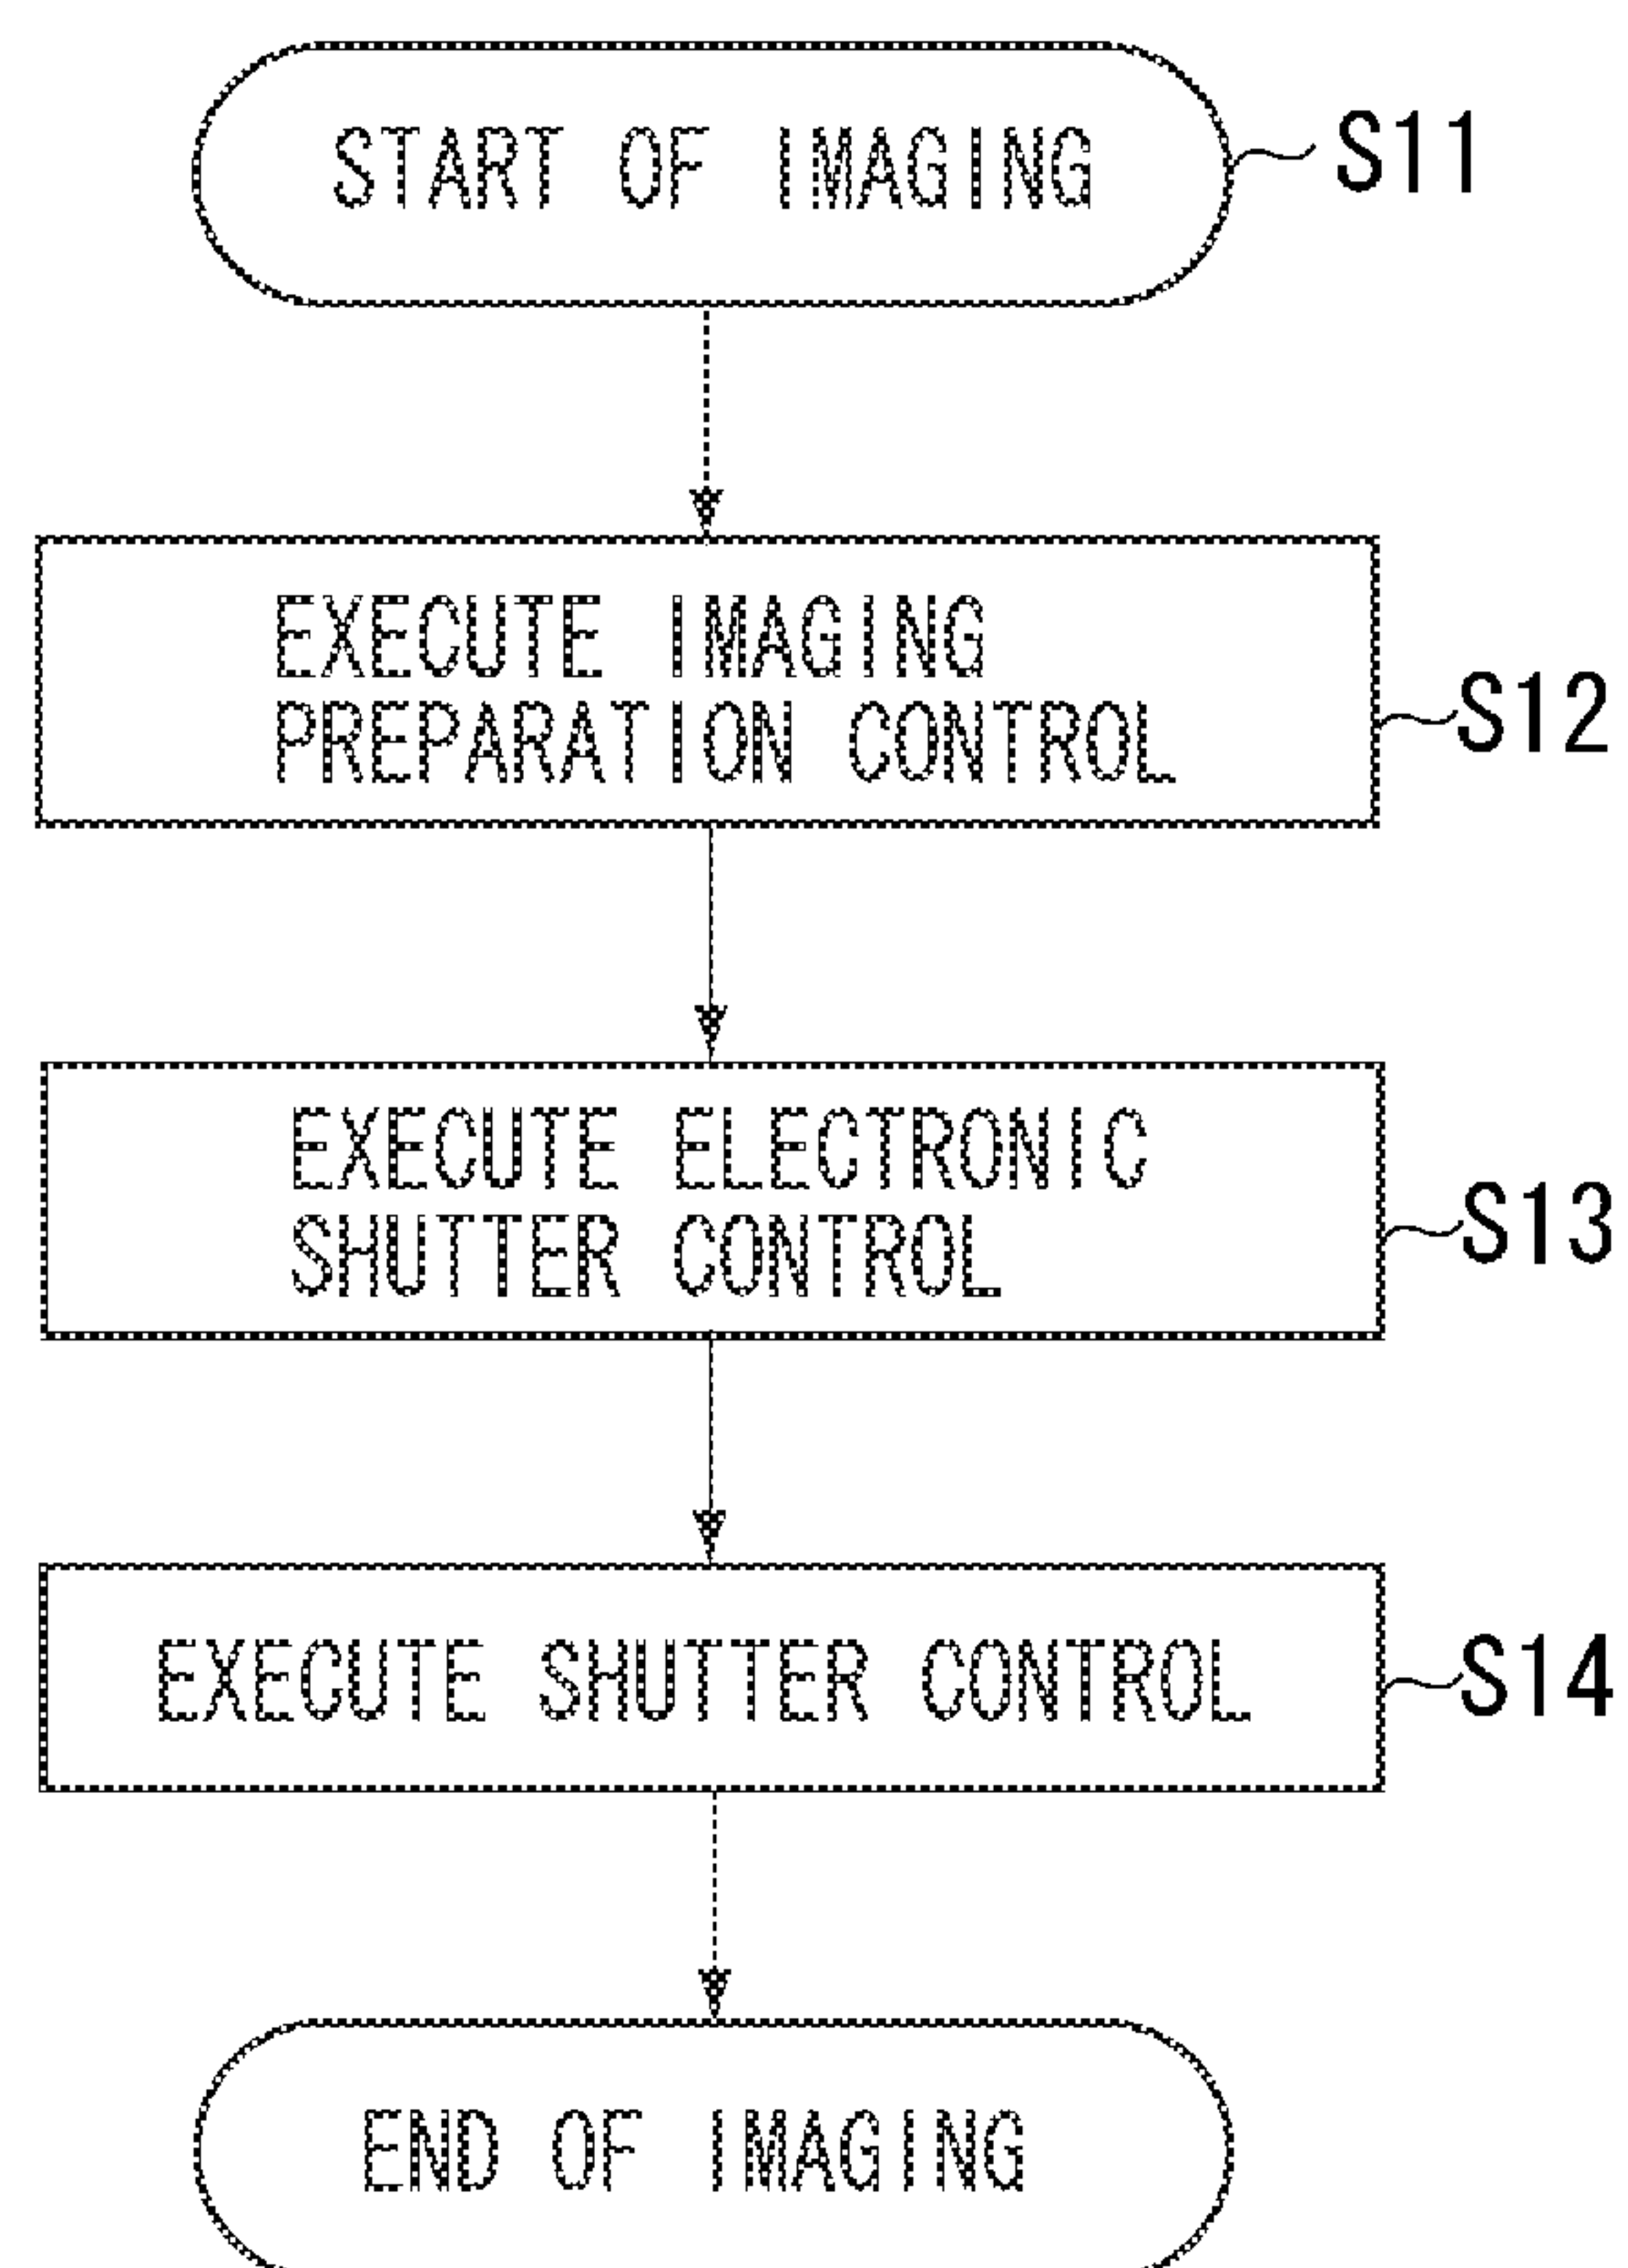 START OF IMAGING
S11
EXECUTE IMAGING
PREPARATION CONTROL
S12
EXECUTE ELECTRONIC
SHUTTER CONTROL
S13
EXECUTE SHUTTER CONTROL
S14
END OF IMAGING